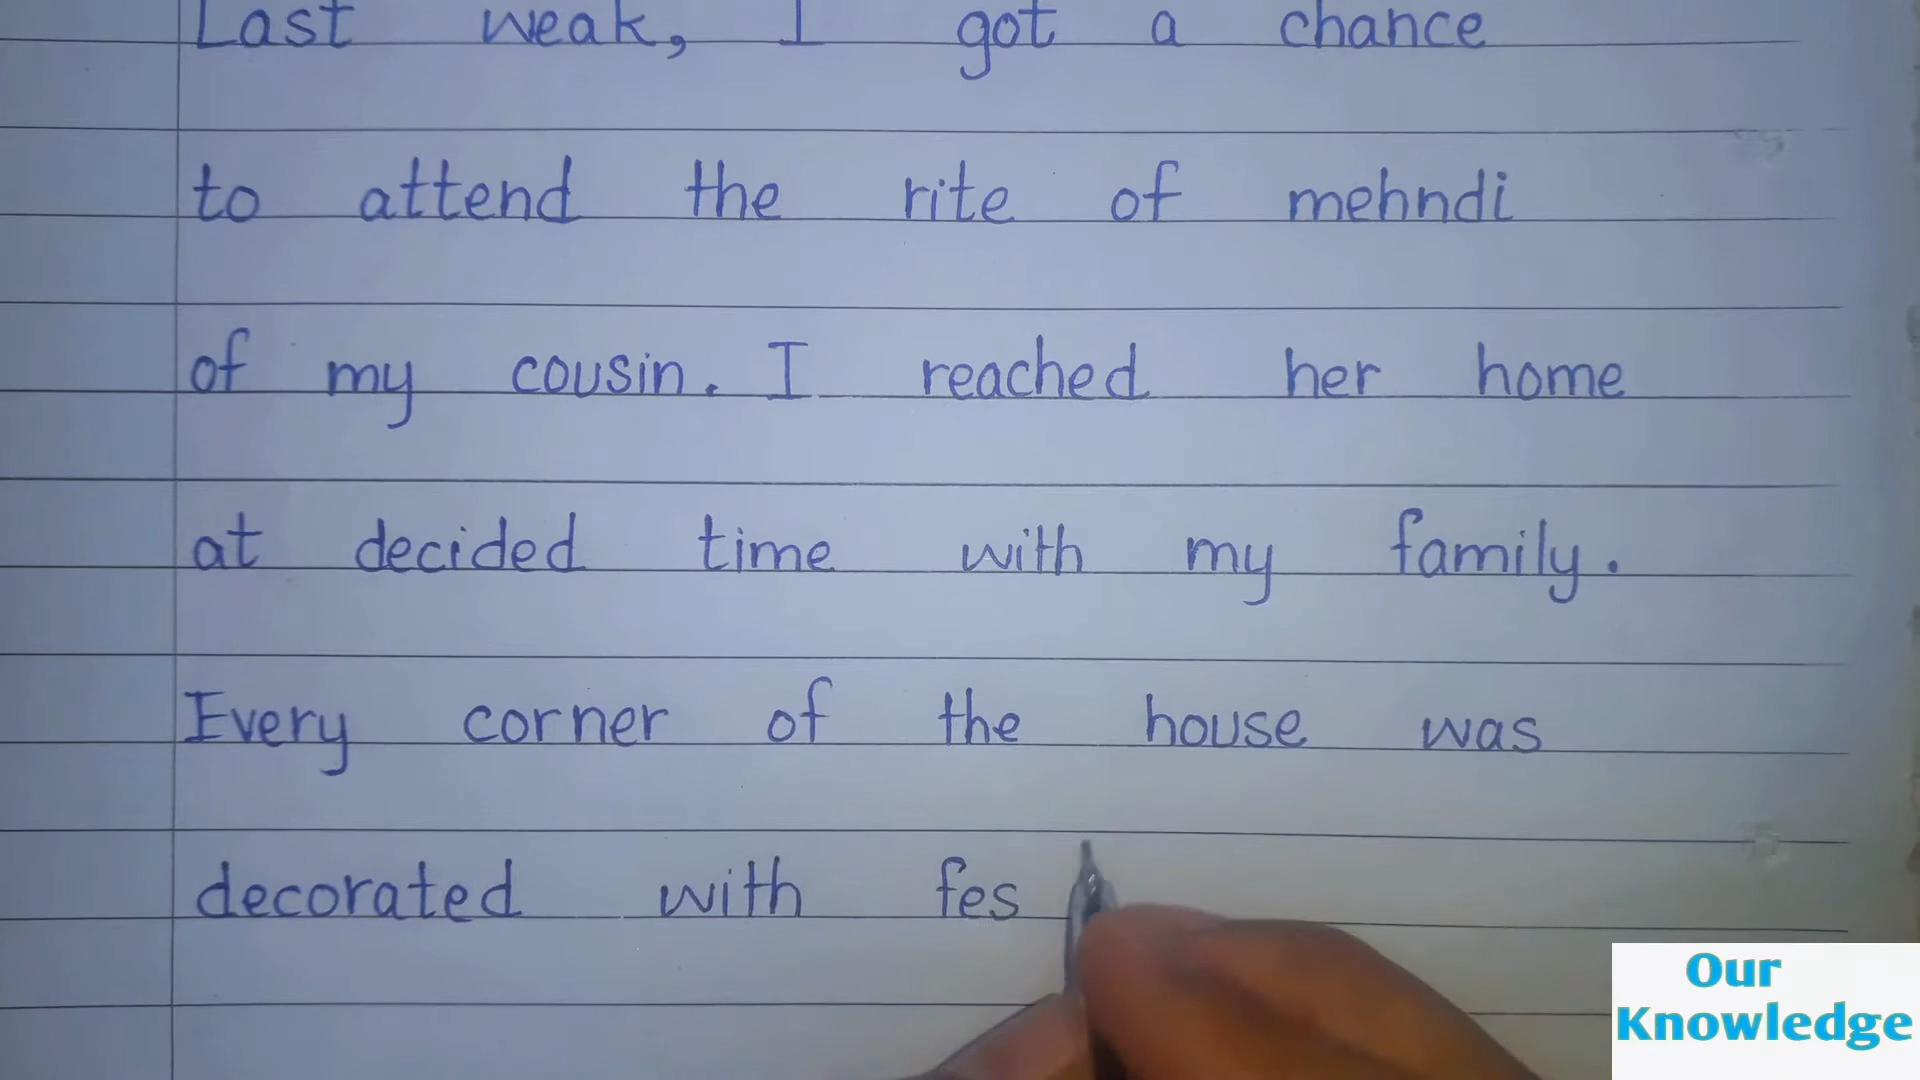 Last weak, I got a chance
to attend the rite of mehndi
of my cousin. I reached her home
at decided time with my family.
Every corner of the house was
decorated with fes
Our
Knowledge